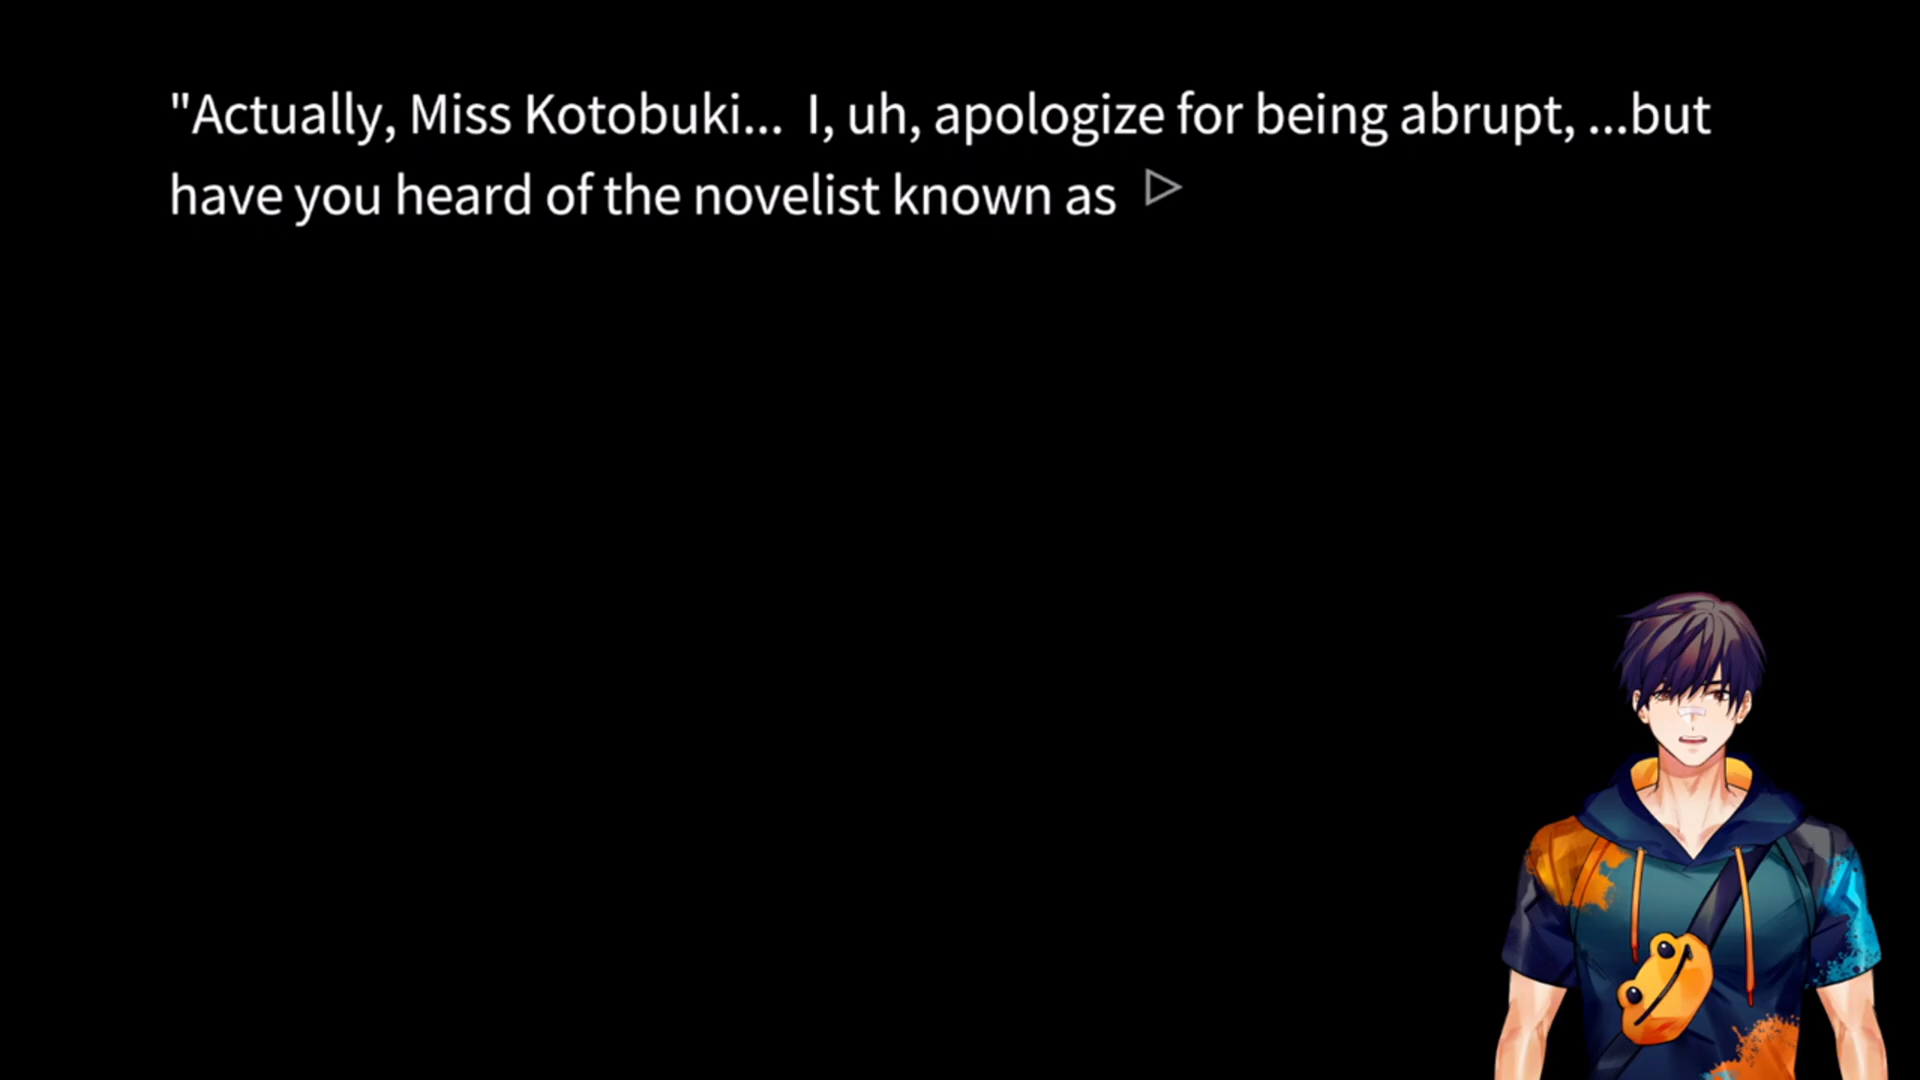 "Actually, Miss Kotobuki...  I, uh, apologize for being abrupt, ...but
have you heard of the novelist known as